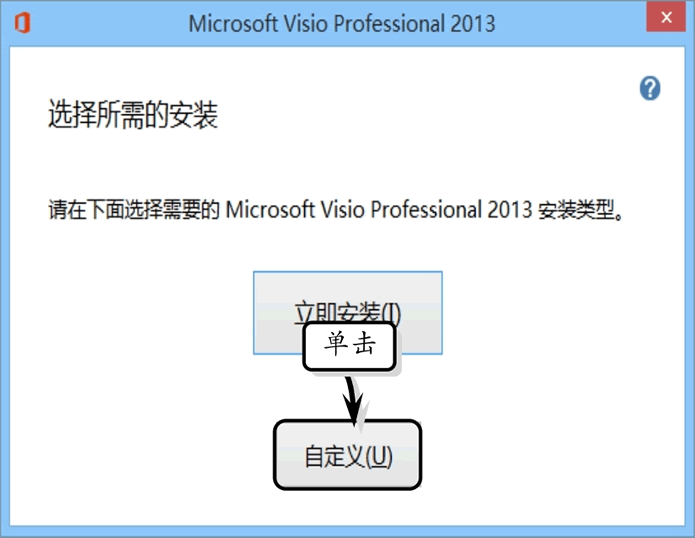 Microsoft Visio Professional 2013
选择所需的安装
请在下面选择需要的 Microsoft Visio Professional 2013 安装类型。
立即安装(I)
单击
自定义(U)